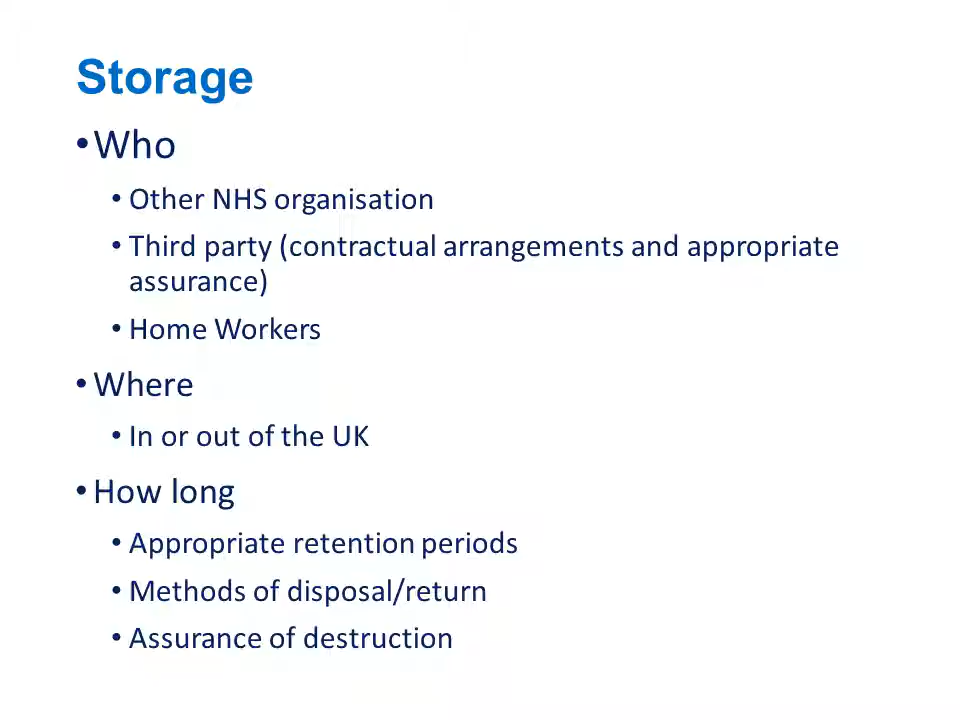 Storage
•Who
• Other NHS organisation
• Third party (contractual arrangements and appropriate
assurance)
• Home Workers
• Where
• In or out of the UK
• How long
• Appropriate retention periods
• Methods of disposal/return
• Assurance of destruction